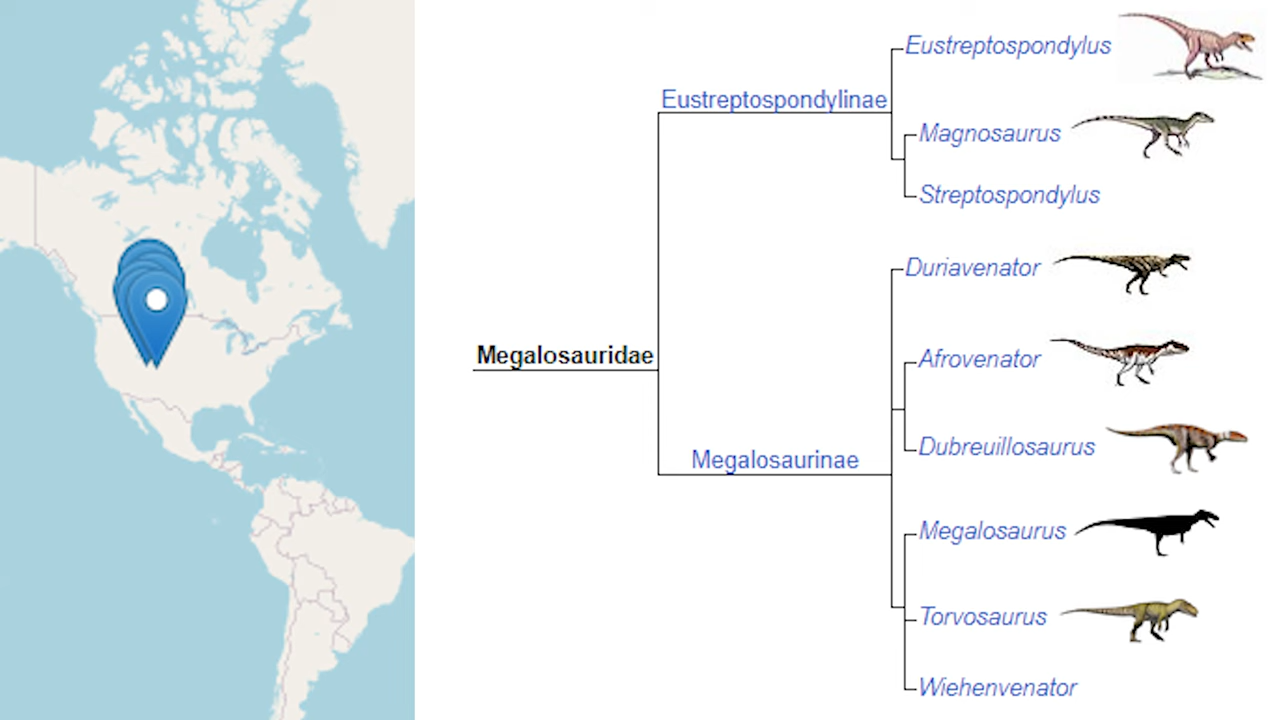 Eustreptospondylus
Eustreptospondylinae
Magnosaurus
Streptospondylus
Duriavenator
Megalosauridae
Afrovenator
Dubreuillosaurus
Megalosaurinae
Megalosaurus
Torvosaurus
Wiehenvenator